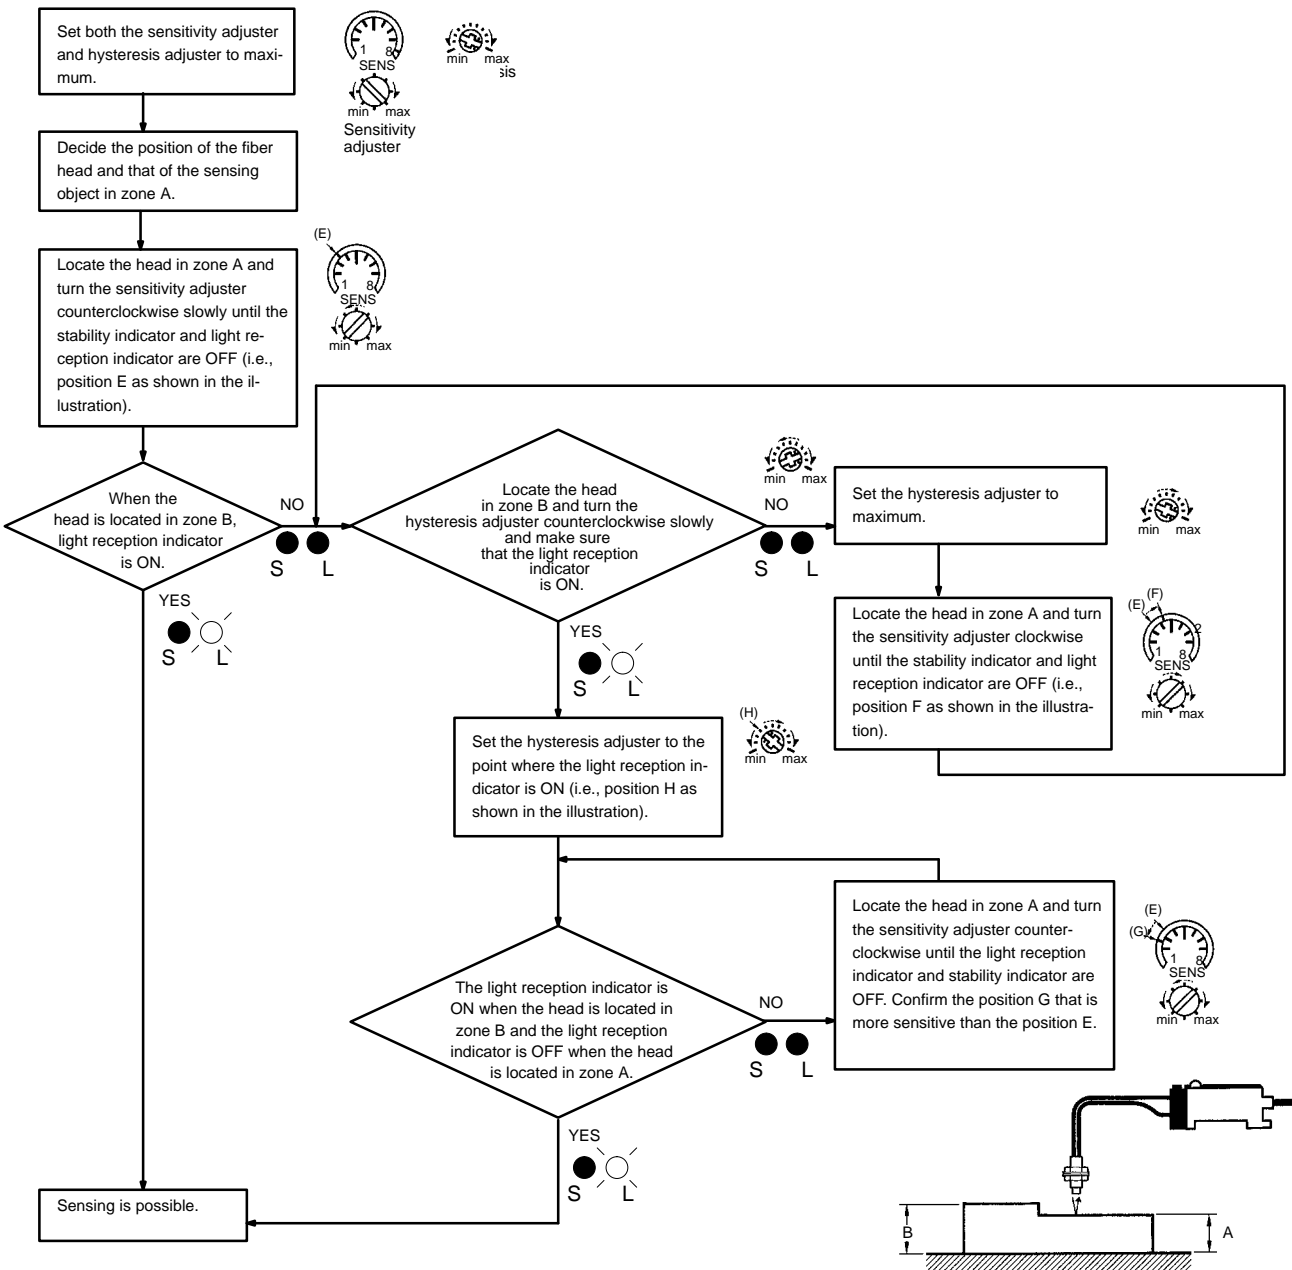 Set both the sensitivity adjuster
and hysteresis adjuster to maxi-
mum.
1 8
SENS
min max
Sensitivity
adjuster
min max
sis
Decide the position of the fiber
head and that of the sensing
object in zone A.
Locate the head in zone A and
turn the sensitivity adjuster
counterclockwise slowly until the
stability indicator and light re-
ception indicator are OFF (i.e.,
position E as shown in the il-
lustration).
(E)
1 8
SENS
min max
When the
head is located in zone B,
light reception indicator
is ON.
NO
S L
YES
S L
Locate the head
in zone B and turn the
hysteresis adjuster counterclockwise slowly
and make sure
that the light reception
indicator
is ON.
min max
NO
S L
YES
S L
Set the hysteresis adjuster to
maximum.
min max
Locate the head in zone A and turn
the sensitivity adjuster clockwise
until the stability indicator and light
reception indicator are OFF (i.e.,
position F as shown in the illustra-
tion).
(F)
(E)
1 8
SENS
min max
Set the hysteresis adjuster to the
point where the light reception in-
dicator is ON (i.e., position H as
shown in the illustration).
(H)
min max
Locate the head in zone A and turn
the sensitivity adjuster counter-
clockwise until the light reception
indicator and stability indicator are
OFF. Confirm the position G that is
more sensitive than the position E.
(E)
(G)
1 8
SENS
min max
The light reception indicator is
ON when the head is located in
zone B and the light reception
indicator is OFF when the head
is located in zone A.
NO
S L
YES
S L
Sensing is possible.
B A